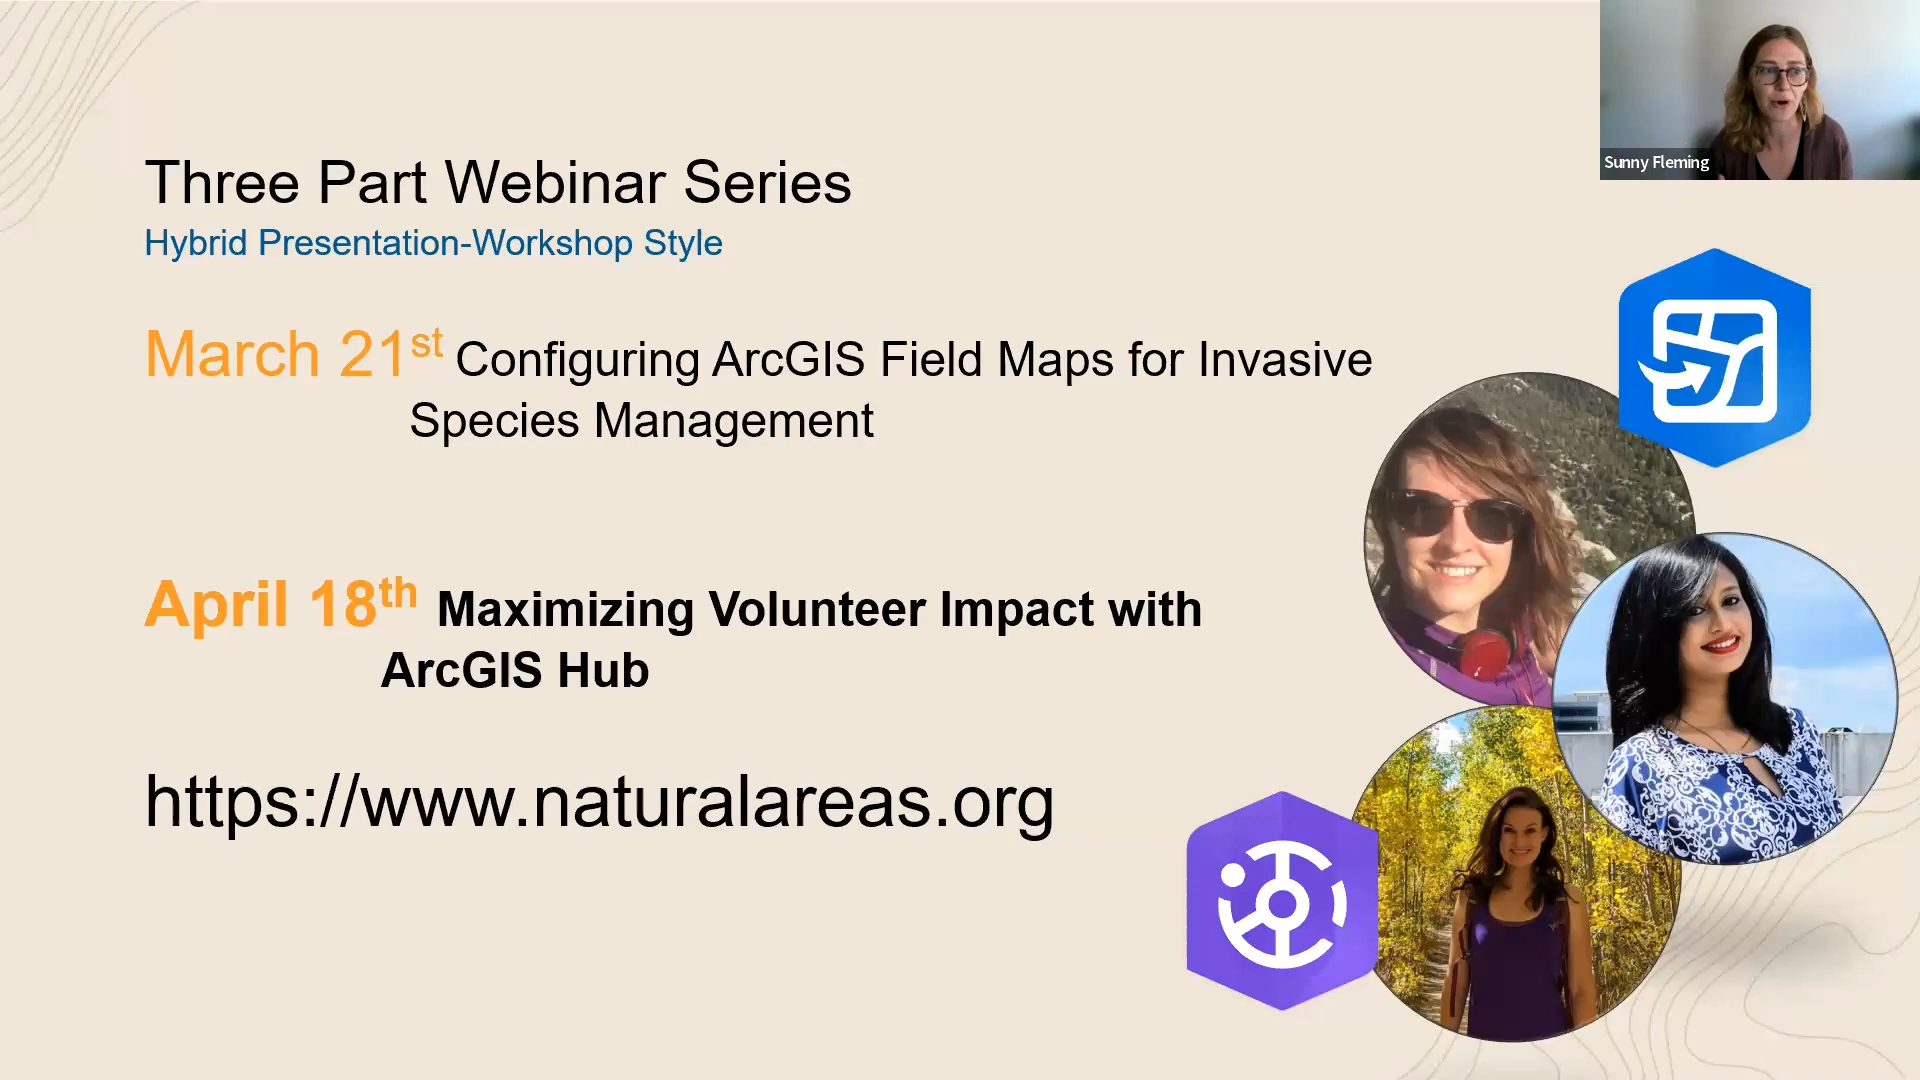 Sunny Fleming
Three Part Webinar Series
Hybrid Presentation-Workshop Style
March 21st Configuring ArcGIS Field Maps for Invasive
Species Management
April 18th Maximizing Volunteer Impact with
ArcGIS Hub
https://www.naturalareas.org